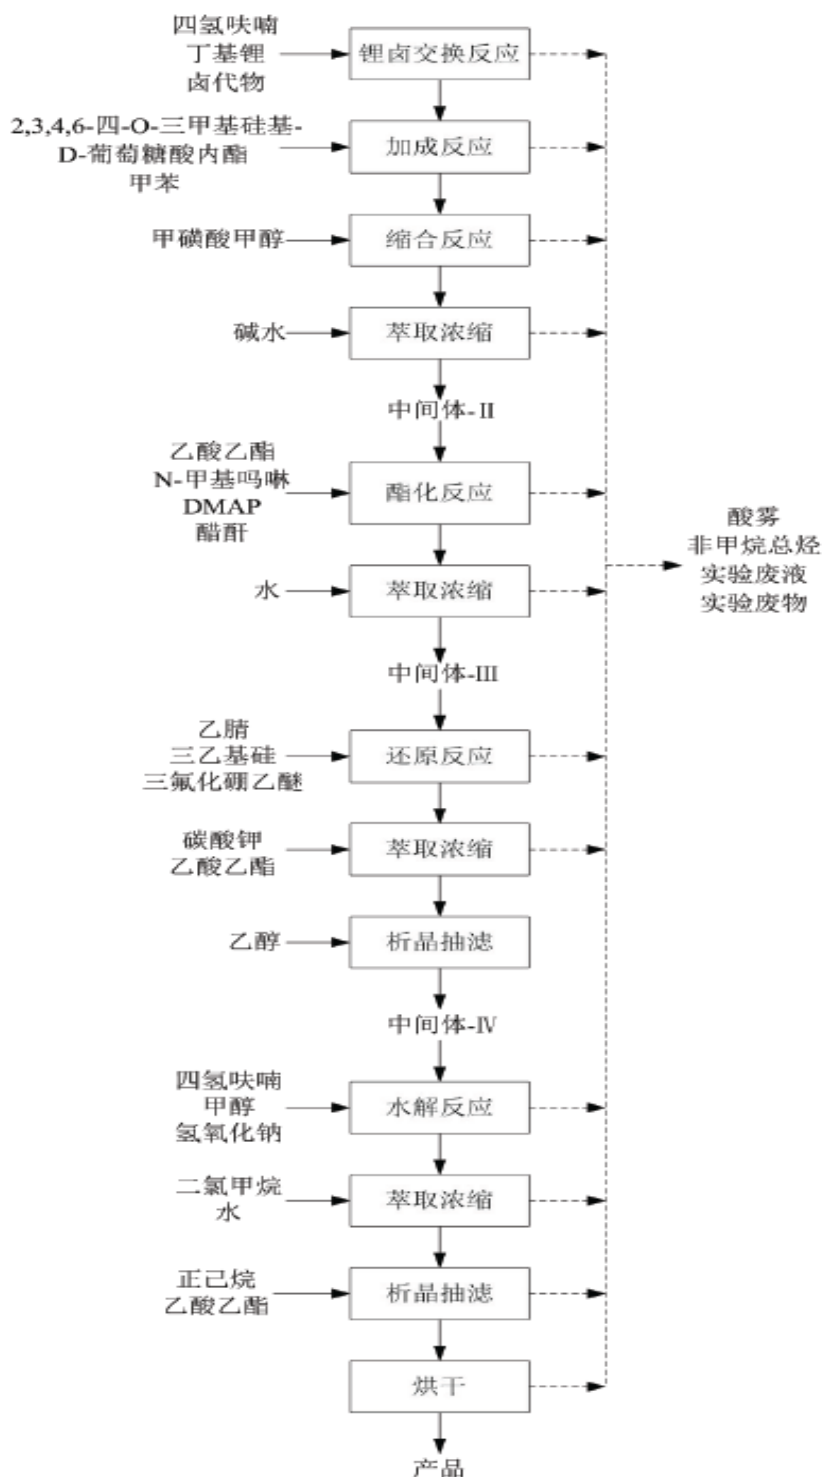 四氢呋喃
丁基锂
卤代物
锂卤交换反应
2,3,4,6-四-O-三甲基硅基-
D-葡萄糖酸内酯
甲苯
加成反应
甲磺酸甲醇
缩合反应
碱水
萃取浓缩
中间体-II
乙酸乙酯
N-甲基吗啉
DMAP
醋酐
酯化反应
酸雾
非甲烷总烃
实验废液
实验废物
水
萃取浓缩
中间体-III
乙腈
三乙基硅
三氟化硼乙醚
还原反应
碳酸钾
乙酸乙酯
萃取浓缩
乙醇
析晶抽滤
中间体-IV
四氢呋喃
甲醇
氢氧化钠
水解反应
二氯甲烷
水
萃取浓缩
正己烷
乙酸乙酯
析晶抽滤
烘干
产品